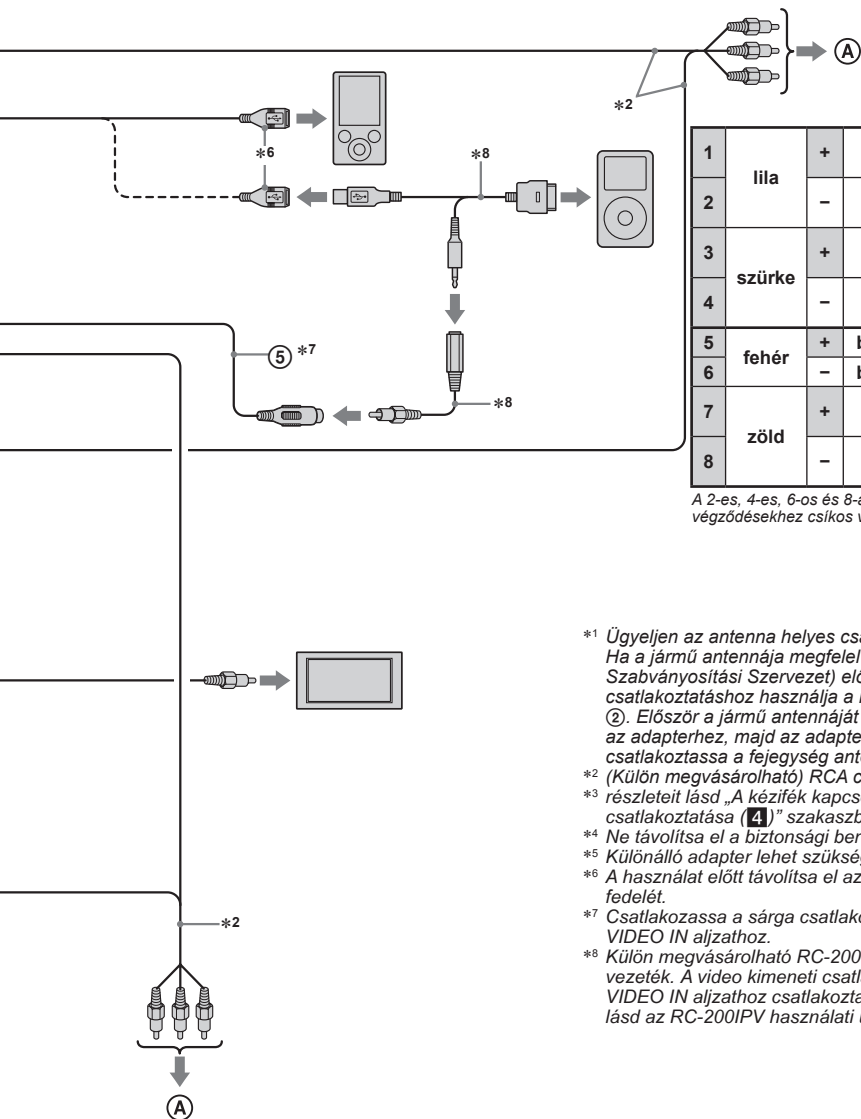 A
*2
*6
*8
1 lila +
2 −
3 szürke +
4 −
5 fehér + b
6 − b
7 zöld +
8 −
⑤ *7
*8
A 2-es, 4-es, 6-os és 8-a
végződésekhez csíkos v
*1 Ügyeljen az antenna helyes csa
Ha a jármű antennája megfelel
Szabványosítási Szervezet) elő
csatlakoztatáshoz használja a
②. Először a jármű antennáját
az adapterhez, majd az adapte
csatlakoztassa a fejegység ant
*2 (Külön megvásárolható) RCA c
*3 részleteit lásd „A kézifék kapcs
csatlakoztatása (4)” szakaszb
*4 Ne távolítsa el a biztonsági ber
*5 Különálló adapter lehet szüksé
*6 A használat előtt távolítsa el az
fedelét.
*7 Csatlakozassa a sárga csatlako
VIDEO IN aljzathoz.
*8 Külön megvásárolható RC-200
vezeték. A video kimeneti csatl
VIDEO IN aljzathoz csatlakozta
lásd az RC-200IPV használati
*2
A